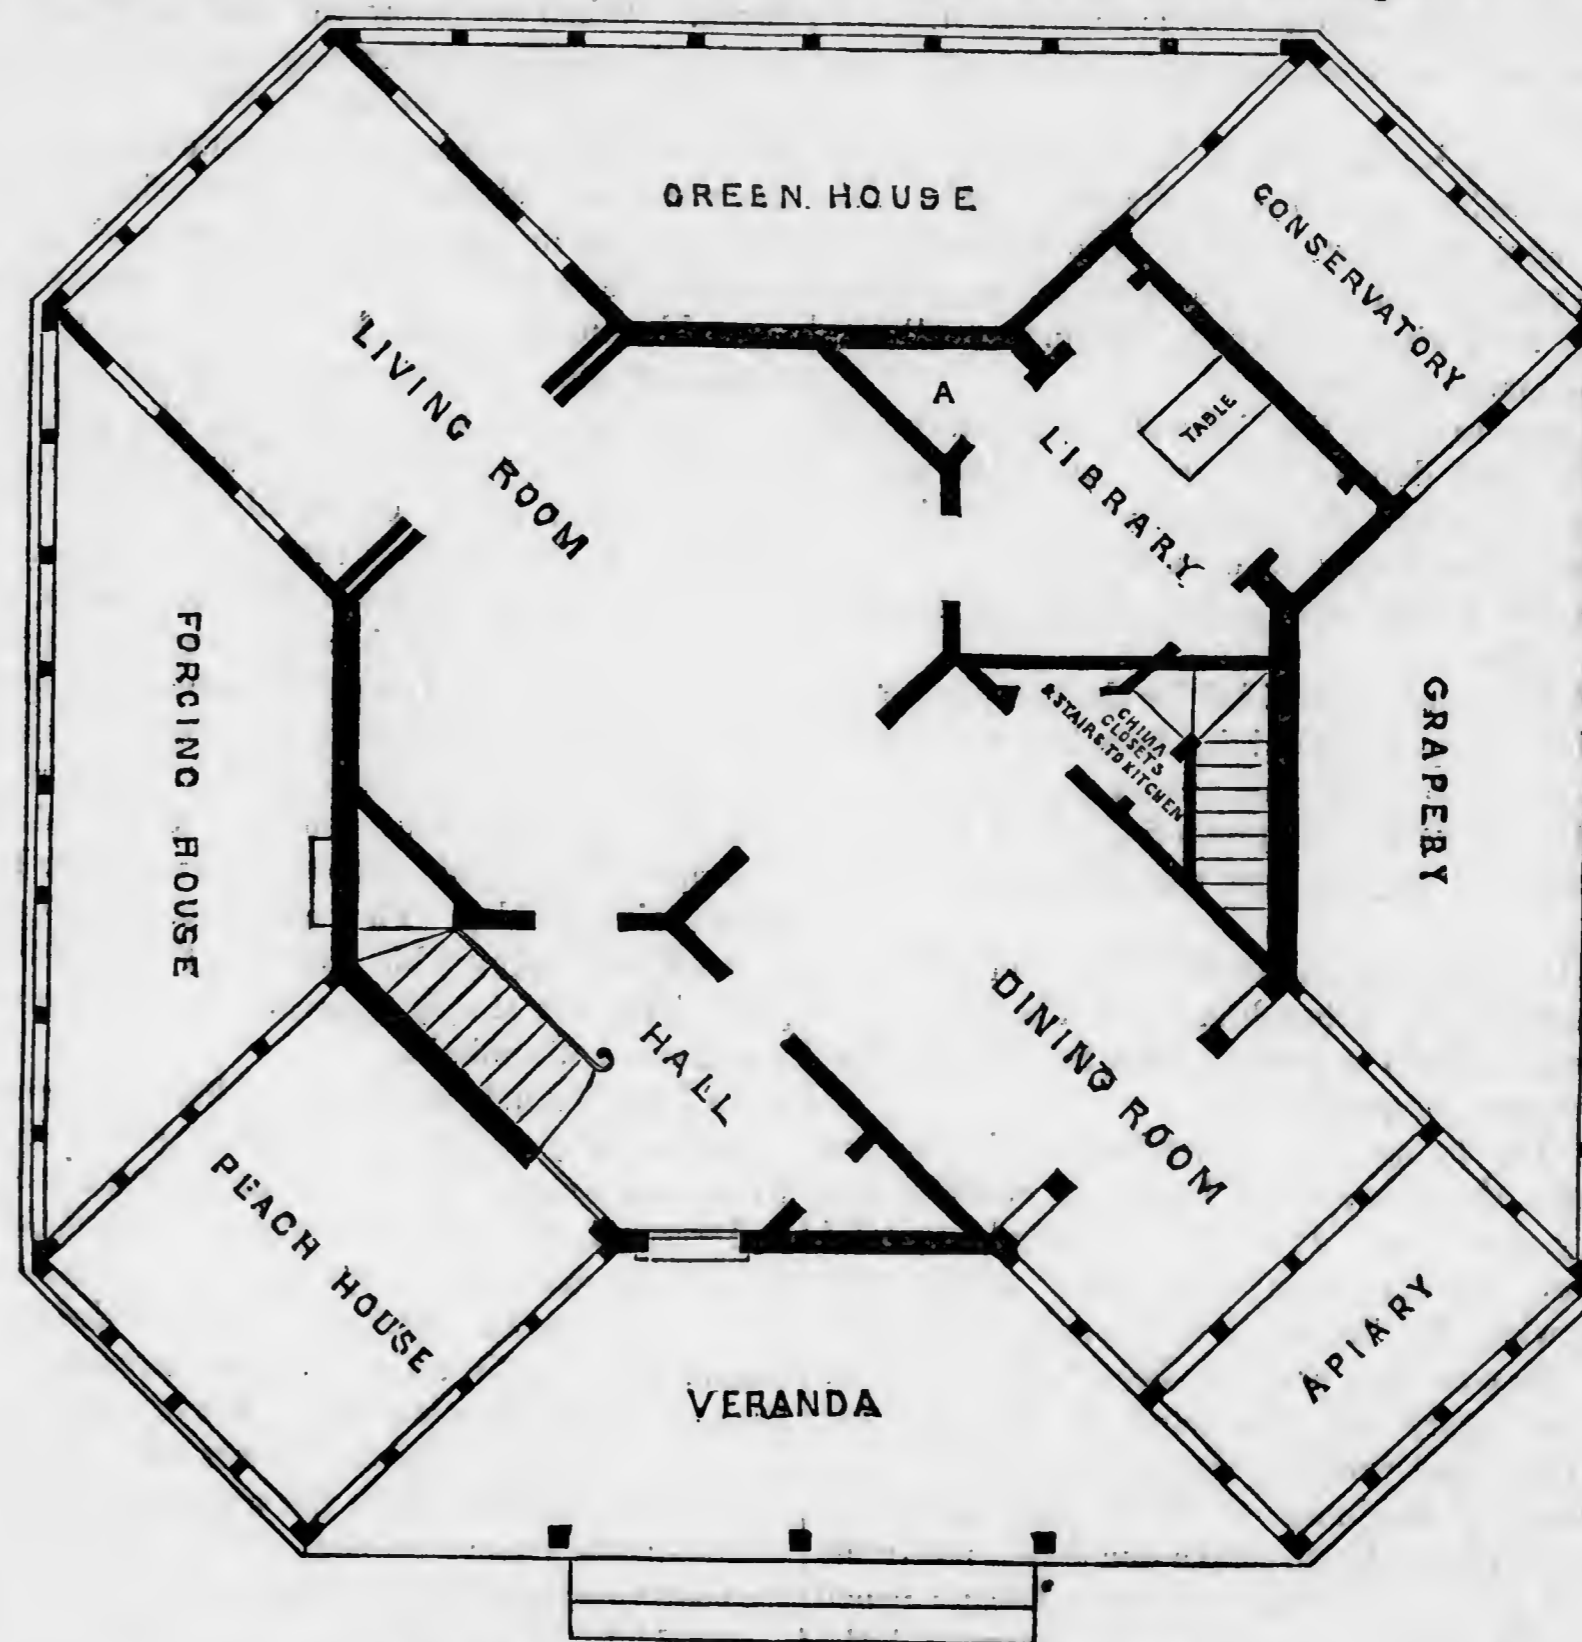 GREEN HOUSE
CONSERVATORY
LIVING ROOM
A
TABLE
LIBRARY
FORCING HOUSE
CHINA
CLOSETS
& STAIRS TO KITCHEN
GRAPERY
DINING ROOM
HALL
PEACH HOUSE
APIARY
VERANDA